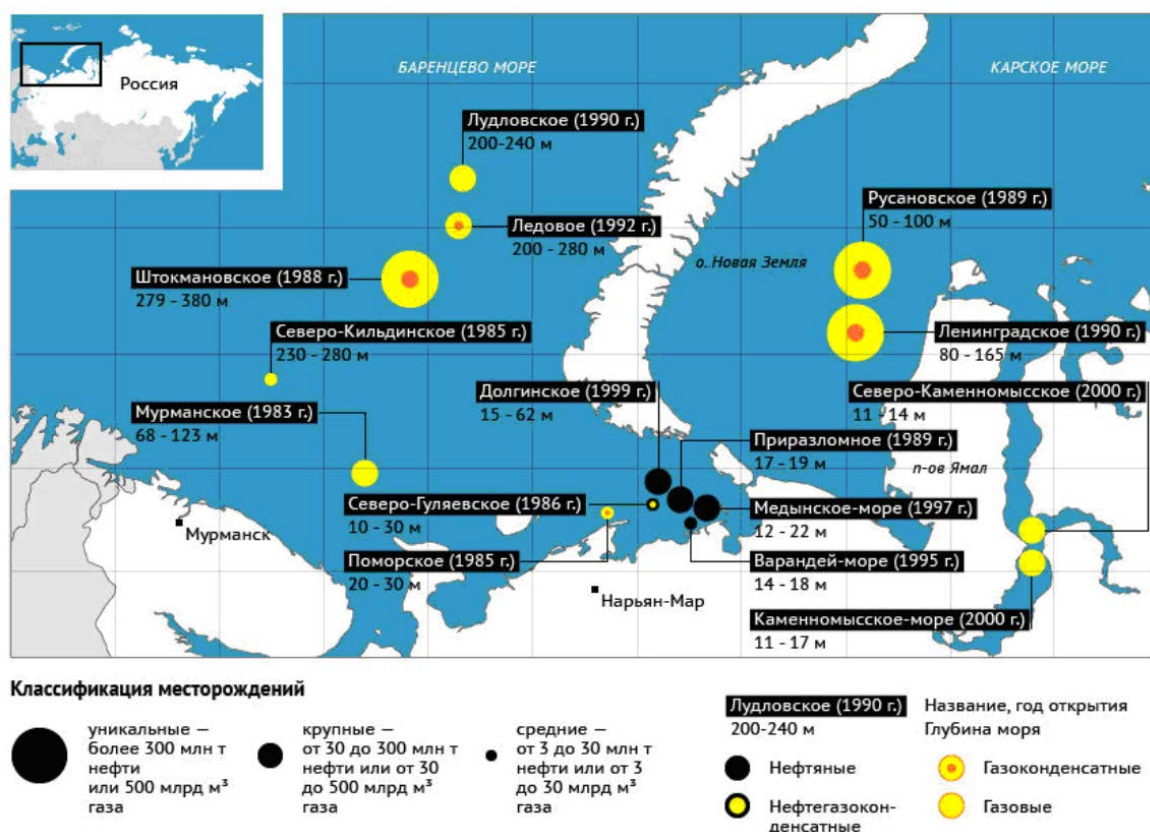 Россия
БАРЕНЦЕВО МОРЕ
КАРСКОЕ МОРЕ
Лудловское (1990 г.)
200-240 м
Русановское (1989 г.)
50 - 100 м
Ледовое (1992 г.)
200 - 280 м
о. Новая Земля
Штокмановское (1988 г.)
279 - 380 м
Северо-Кильдинское (1985 г.)
230 - 280 м
Ленинградское (1990 г.)
80 - 165 м
Долгинское (1999 г.)
15 - 62 м
Северо-Каменномысское (2000 г.)
11 - 14 м
Мурманское (1983 г.)
68 - 123 м
Приразломное (1989 г.)
17 - 19 м
п-ов Ямал
Северо-Гуляевское (1986 г.)
10 - 30 м
Медынское-море (1997 г.)
12 - 22 м
Мурманск
Поморское (1985 г.)
20 - 30 м
Варандей-море (1995 г.)
14 - 18 м
Нарьян-Мар
Каменномысское-море (2000 г.)
11 - 17 м
Классификация месторождений
уникальные —
более 300 млн т
нефти
или 500 млрд м³
газа
крупные —
от 30 до 300 млн т
нефти или от 30
до 500 млрд м³
газа
средние —
от 3 до 30 млн т
нефти или от 3
до 30 млрд м³
газа
Лудловское (1990 г.)
200-240 м
Название, год открытия
Глубина моря
Нефтяные
Газоконденсатные
Нефтегазокон-
денсатные
Газовые